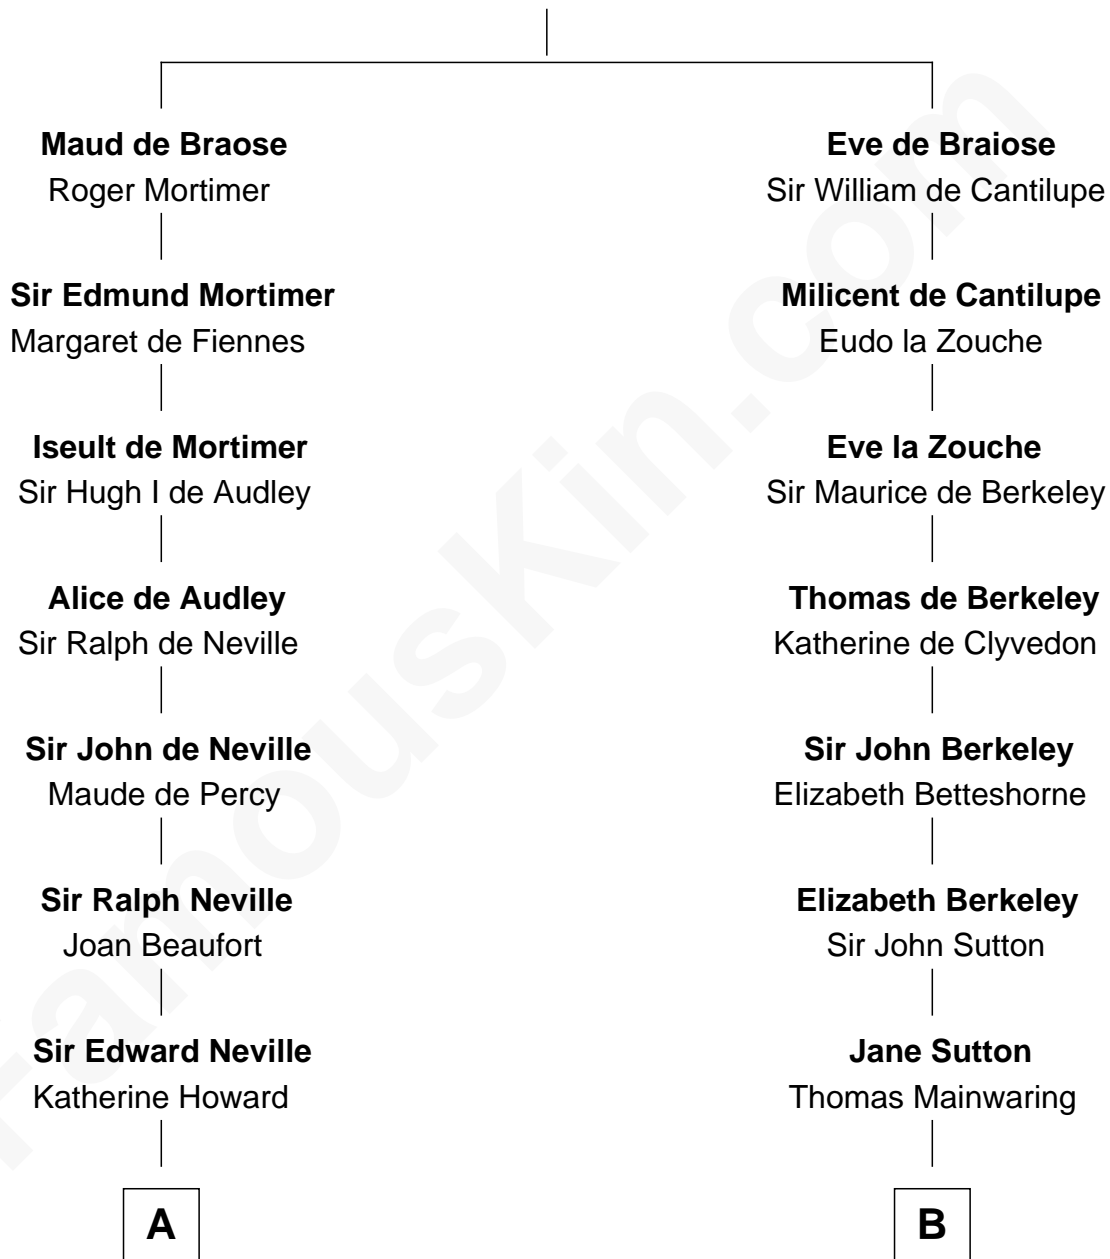 Maud de Braose
Roger Mortimer
Sir Edmund Mortimer
Margaret de Fiennes
Iseult de Mortimer
Sir Hugh I de Audley
Alice de Audley
Sir Ralph de Neville
Sir John de Neville
Maude de Percy
Sir Ralph Neville
Joan Beaufort
Sir Edward Neville
Katherine Howard
A
Eve de Braiose
Sir William de Cantilupe
Milicent de Cantilupe
Eudo la Zouche
Eve la Zouche
Sir Maurice de Berkeley
Thomas de Berkeley
Katherine de Clyvedon
Sir John Berkeley
Elizabeth Betteshorne
Elizabeth Berkeley
Sir John Sutton
Jane Sutton
Thomas Mainwaring
B
FamousKin.com